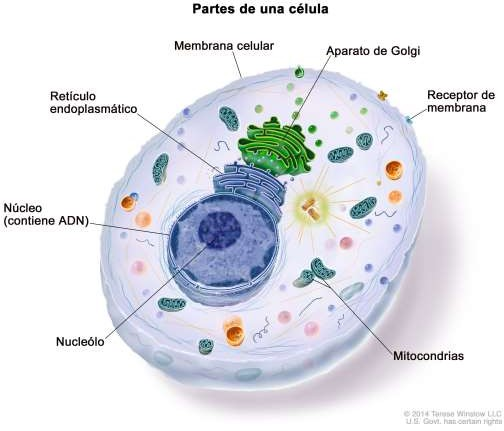 Partes de una célula
Membrana celular
Aparato de Golgi
Retículo
endoplasmático
Receptor de
membrana
Núcleo
(contiene ADN)
Nucleólo
Mitocondrias
© 2014 Terese Winslow LLC
U.S. Govt. has certain rights